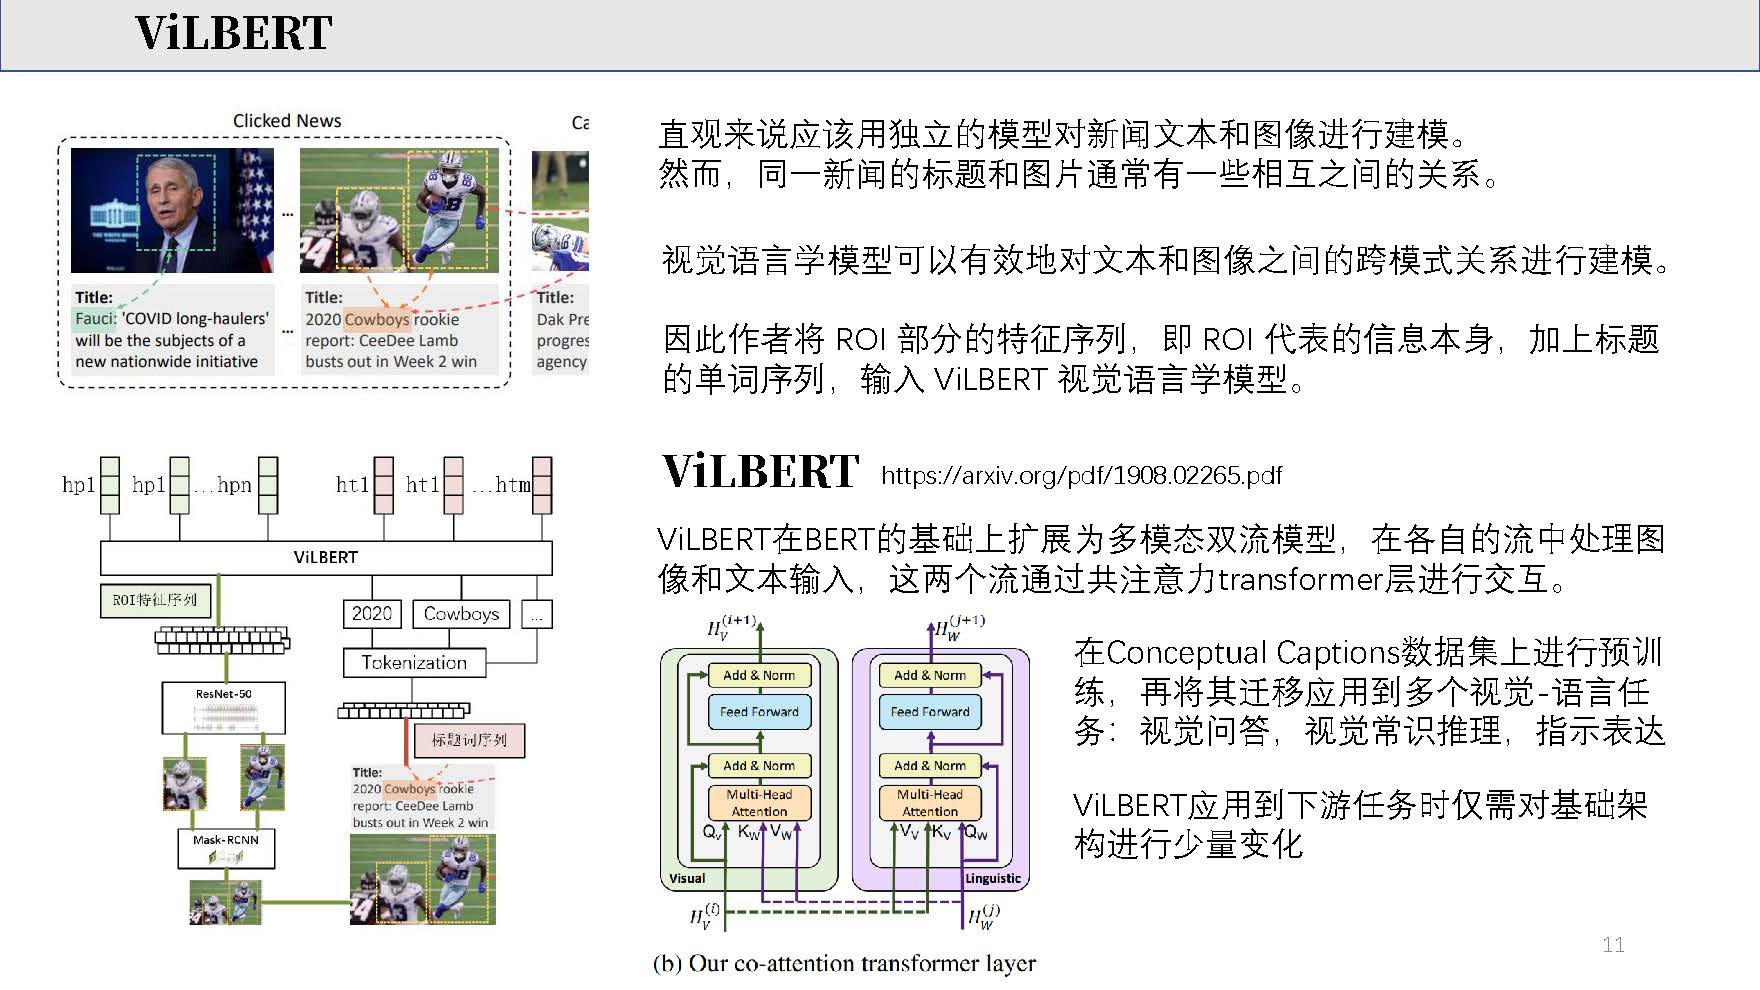 ViLBERT
Clicked News
Ca
Title:
Fauci: 'COVID long-haulers'
will be the subjects of a
new nationwide initiative
...
Title:
2020 Cowboys rookie
report: CeeDee Lamb
busts out in Week 2 win
...
Title:
Dak Pre
progres
agency
直观来说应该用独立的模型对新闻文本和图像进行建模。
然而，同一新闻的标题和图片通常有一些相互之间的关系。
视觉语言学模型可以有效地对文本和图像之间的跨模式关系进行建模。
因此作者将 ROI 部分的特征序列，即 ROI 代表的信息本身，加上标题
的单词序列，输入 ViLBERT 视觉语言学模型。
hp1 hp1 ...hpn ht1 ht1 ...htm
ViLBERT
ROI特征序列
2020 Cowboys ...
Tokenization
ResNet-50
标题词序列
Title:
2020 Cowboys rookie
report: CeeDee Lamb
busts out in Week 2 win
Mask-RCNN
ViLBERT https://arxiv.org/pdf/1908.02265.pdf
ViLBERT在BERT的基础上扩展为多模态双流模型，在各自的流中处理图
像和文本输入，这两个流通过共注意力transformer层进行交互。
H_V^(i+1) H_W^(j+1)
Add & Norm Add & Norm
Feed Forward Feed Forward
Add & Norm Add & Norm
Multi-Head Multi-Head
Attention Attention
Q_V K_W V_W V_V K_V Q_W
Visual Linguistic
H_V^(i) H_W^(j)
(b) Our co-attention transformer layer
在Conceptual Captions数据集上进行预训
练，再将其迁移应用到多个视觉-语言任
务：视觉问答，视觉常识推理，指示表达
ViLBERT应用到下游任务时仅需对基础架
构进行少量变化
11